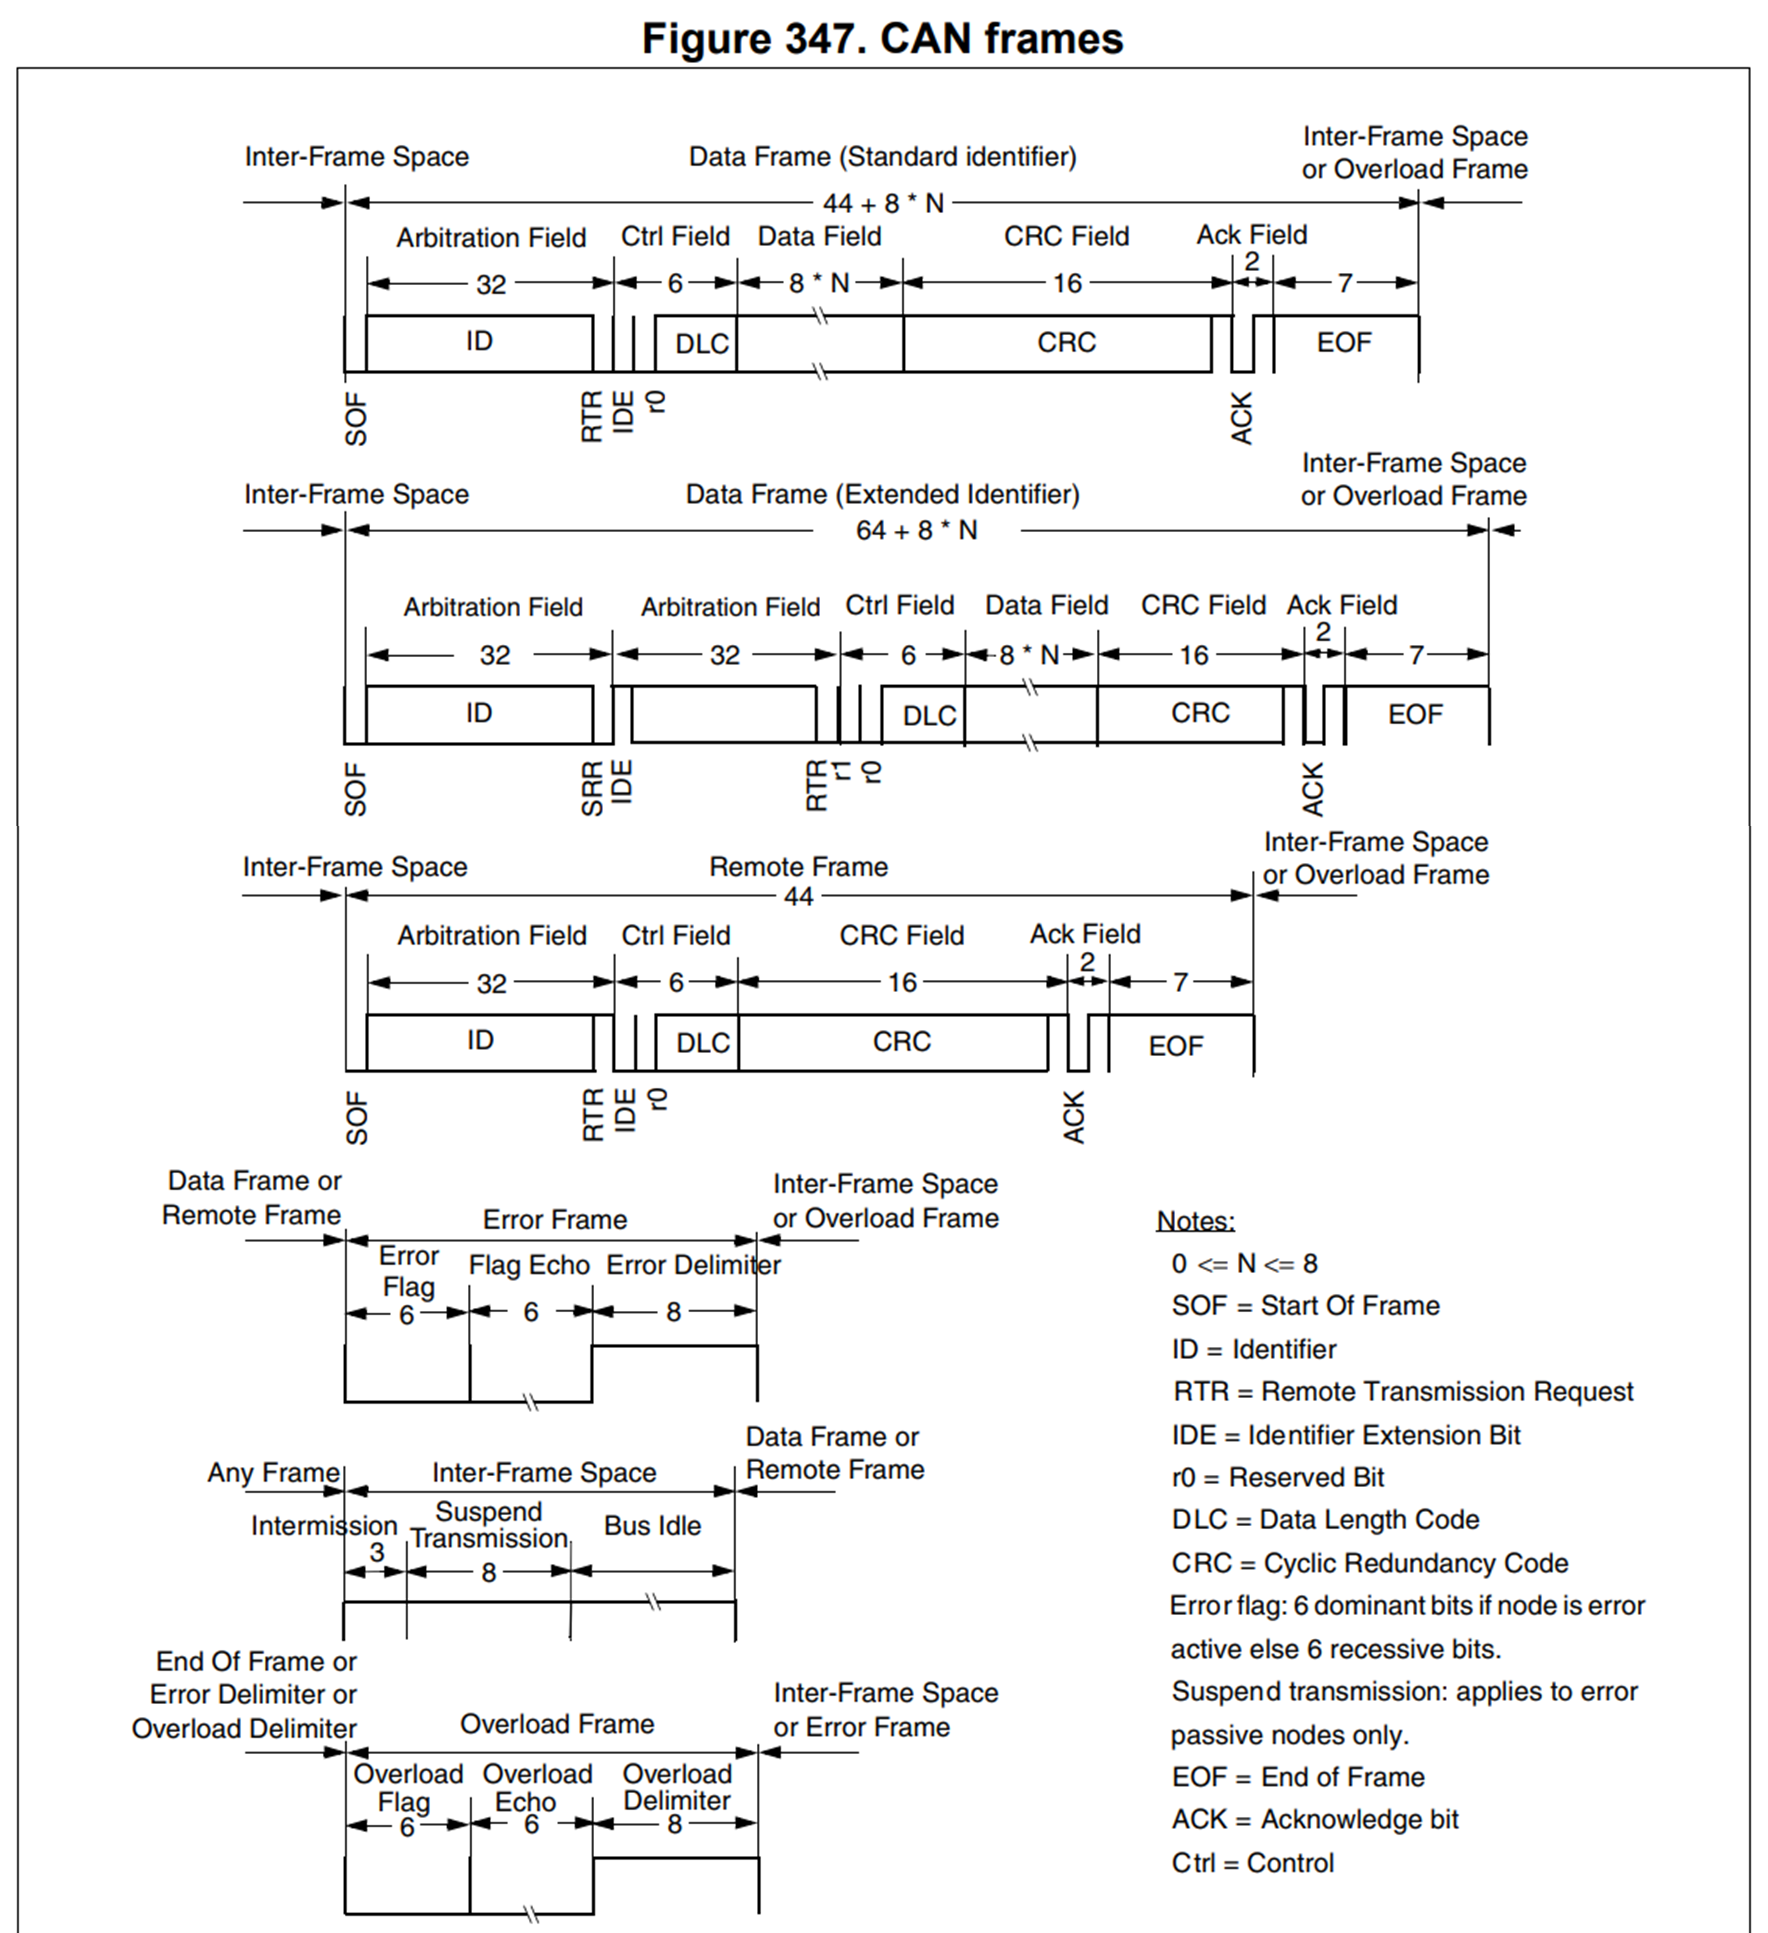 Figure 347. CAN frames
Inter-Frame Space
Data Frame (Standard identifier)
Inter-Frame Space
or Overload Frame
44 + 8 * N
Arbitration Field
Ctrl Field
Data Field
CRC Field
Ack Field
32
6
8 * N
16
2
7
ID
DLC
CRC
EOF
SOF
RTR
IDE
r0
ACK
Inter-Frame Space
Data Frame (Extended Identifier)
Inter-Frame Space
or Overload Frame
64 + 8 * N
Arbitration Field
Arbitration Field
Ctrl Field
Data Field
CRC Field
Ack Field
32
32
6
8 * N
16
2
7
ID
DLC
CRC
EOF
SOF
SRR
IDE
RTR
r1
r0
ACK
Inter-Frame Space
Remote Frame
Inter-Frame Space
or Overload Frame
44
Arbitration Field
Ctrl Field
CRC Field
Ack Field
32
6
16
2
7
ID
DLC
CRC
EOF
SOF
RTR
IDE
r0
ACK
Data Frame or
Remote Frame
Error Frame
Inter-Frame Space
or Overload Frame
Error
Flag
Flag Echo
Error Delimiter
6
6
8
Any Frame
Inter-Frame Space
Data Frame or
Remote Frame
Intermission
Suspend
Transmission
Bus Idle
3
8
End Of Frame or
Error Delimiter or
Overload Delimiter
Overload Frame
Inter-Frame Space
or Error Frame
Overload
Flag
Overload
Echo
Overload
Delimiter
6
6
8
Notes:
0 <= N <= 8
SOF = Start Of Frame
ID = Identifier
RTR = Remote Transmission Request
IDE = Identifier Extension Bit
r0 = Reserved Bit
DLC = Data Length Code
CRC = Cyclic Redundancy Code
Error flag: 6 dominant bits if node is error
active else 6 recessive bits.
Suspend transmission: applies to error
passive nodes only.
EOF = End of Frame
ACK = Acknowledge bit
Ctrl = Control